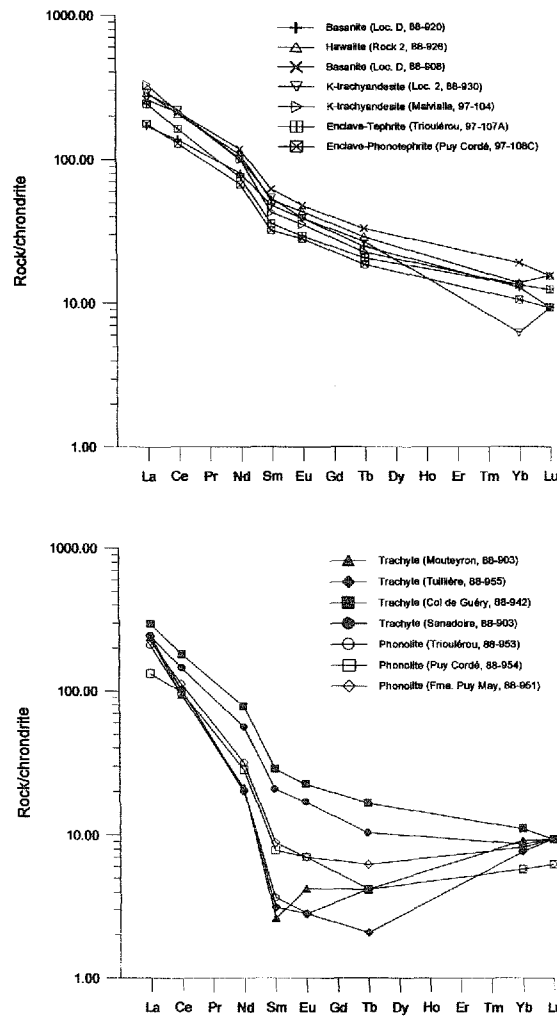 1000.00
100.00
10.00
1.00
Rock/chrondrite
Basanite (Loc. D, 88-920)
Hawaiite (Rock 2, 88-926)
Basanite (Loc. D, 88-908)
K-trachyandesite (Loc. 2, 88-930)
K-trachyandesite (Malvialle, 97-104)
Enclave-Tephrite (Trioulérou, 97-107A)
Enclave-Phonotephrite (Puy Cordé, 97-108C)
La Ce Pr Nd Sm Eu Gd Tb Dy Ho Er Tm Yb Lu
1000.00
100.00
10.00
1.00
Rock/chrondrite
Trachyte (Mouteyron, 88-903)
Trachyte (Tuilière, 88-955)
Trachyte (Col de Guéry, 88-942)
Trachyte (Sanadoire, 88-903)
Phonolite (Trioulérou, 88-953)
Phonolite (Puy Cordé, 88-954)
Phonolite (Fme. Puy May, 88-951)
La Ce Pr Nd Sm Eu Gd Tb Dy Ho Er Tm Yb Lu